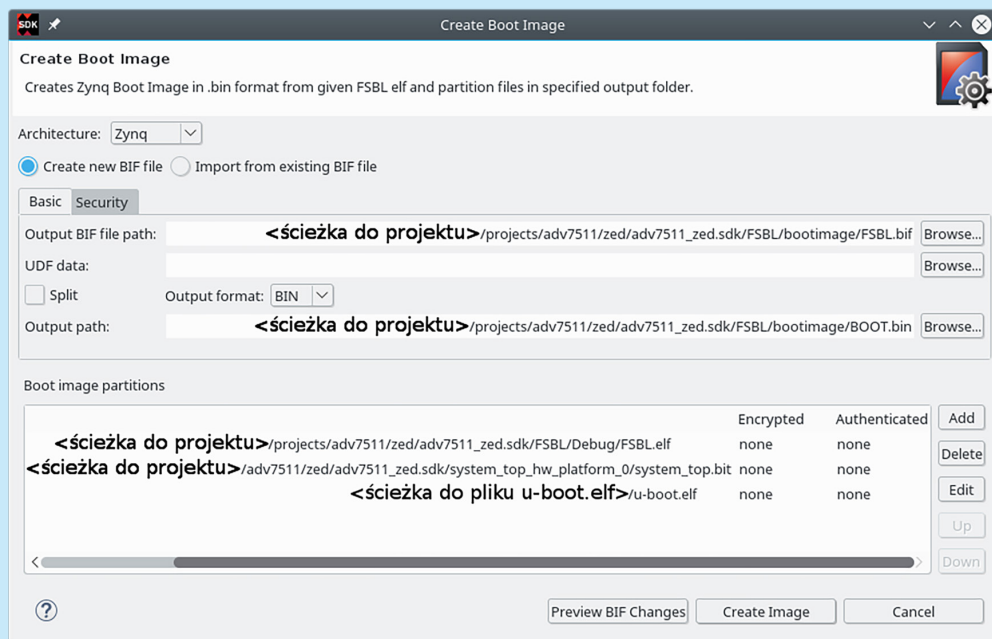 SDK Create Boot Image
Create Boot Image
Creates Zynq Boot Image in .bin format from given FSBL elf and partition files in specified output folder.
Architecture: Zynq
Create new BIF file Import from existing BIF file
Basic Security
Output BIF file path: <ścieżka do projektu>/projects/adv7511/zed/adv7511_zed.sdk/FSBL/bootimage/FSBL.bif Browse...
UDF data: Browse...
Split Output format: BIN
Output path: <ścieżka do projektu>/projects/adv7511/zed/adv7511_zed.sdk/FSBL/bootimage/BOOT.bin Browse...
Boot image partitions
Encrypted Authenticated Add
<ścieżka do projektu>/projects/adv7511/zed/adv7511_zed.sdk/FSBL/Debug/FSBL.elf none none
Delete
<ścieżka do projektu>/adv7511/zed/adv7511_zed.sdk/system_top_hw_platform_0/system_top.bit none none
<ścieżka do pliku u-boot.elf>/u-boot.elf none none Edit
Up
Down
? Preview BIF Changes Create Image Cancel